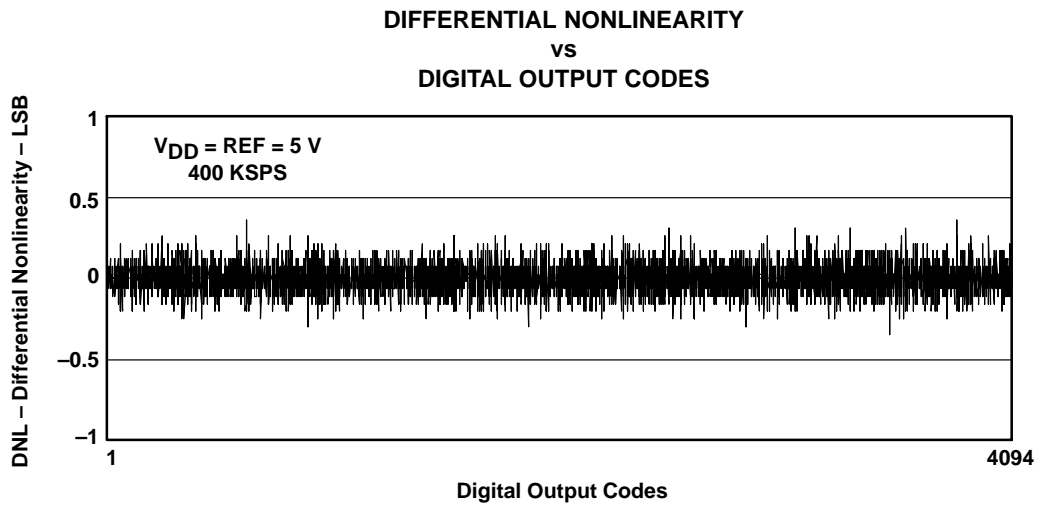 DIFFERENTIAL NONLINEARITY
vs
DIGITAL OUTPUT CODES
DNL – Differential Nonlinearity – LSB
1
VDD = REF = 5 V
400 KSPS
0.5
0
–0.5
–1
1
4094
Digital Output Codes